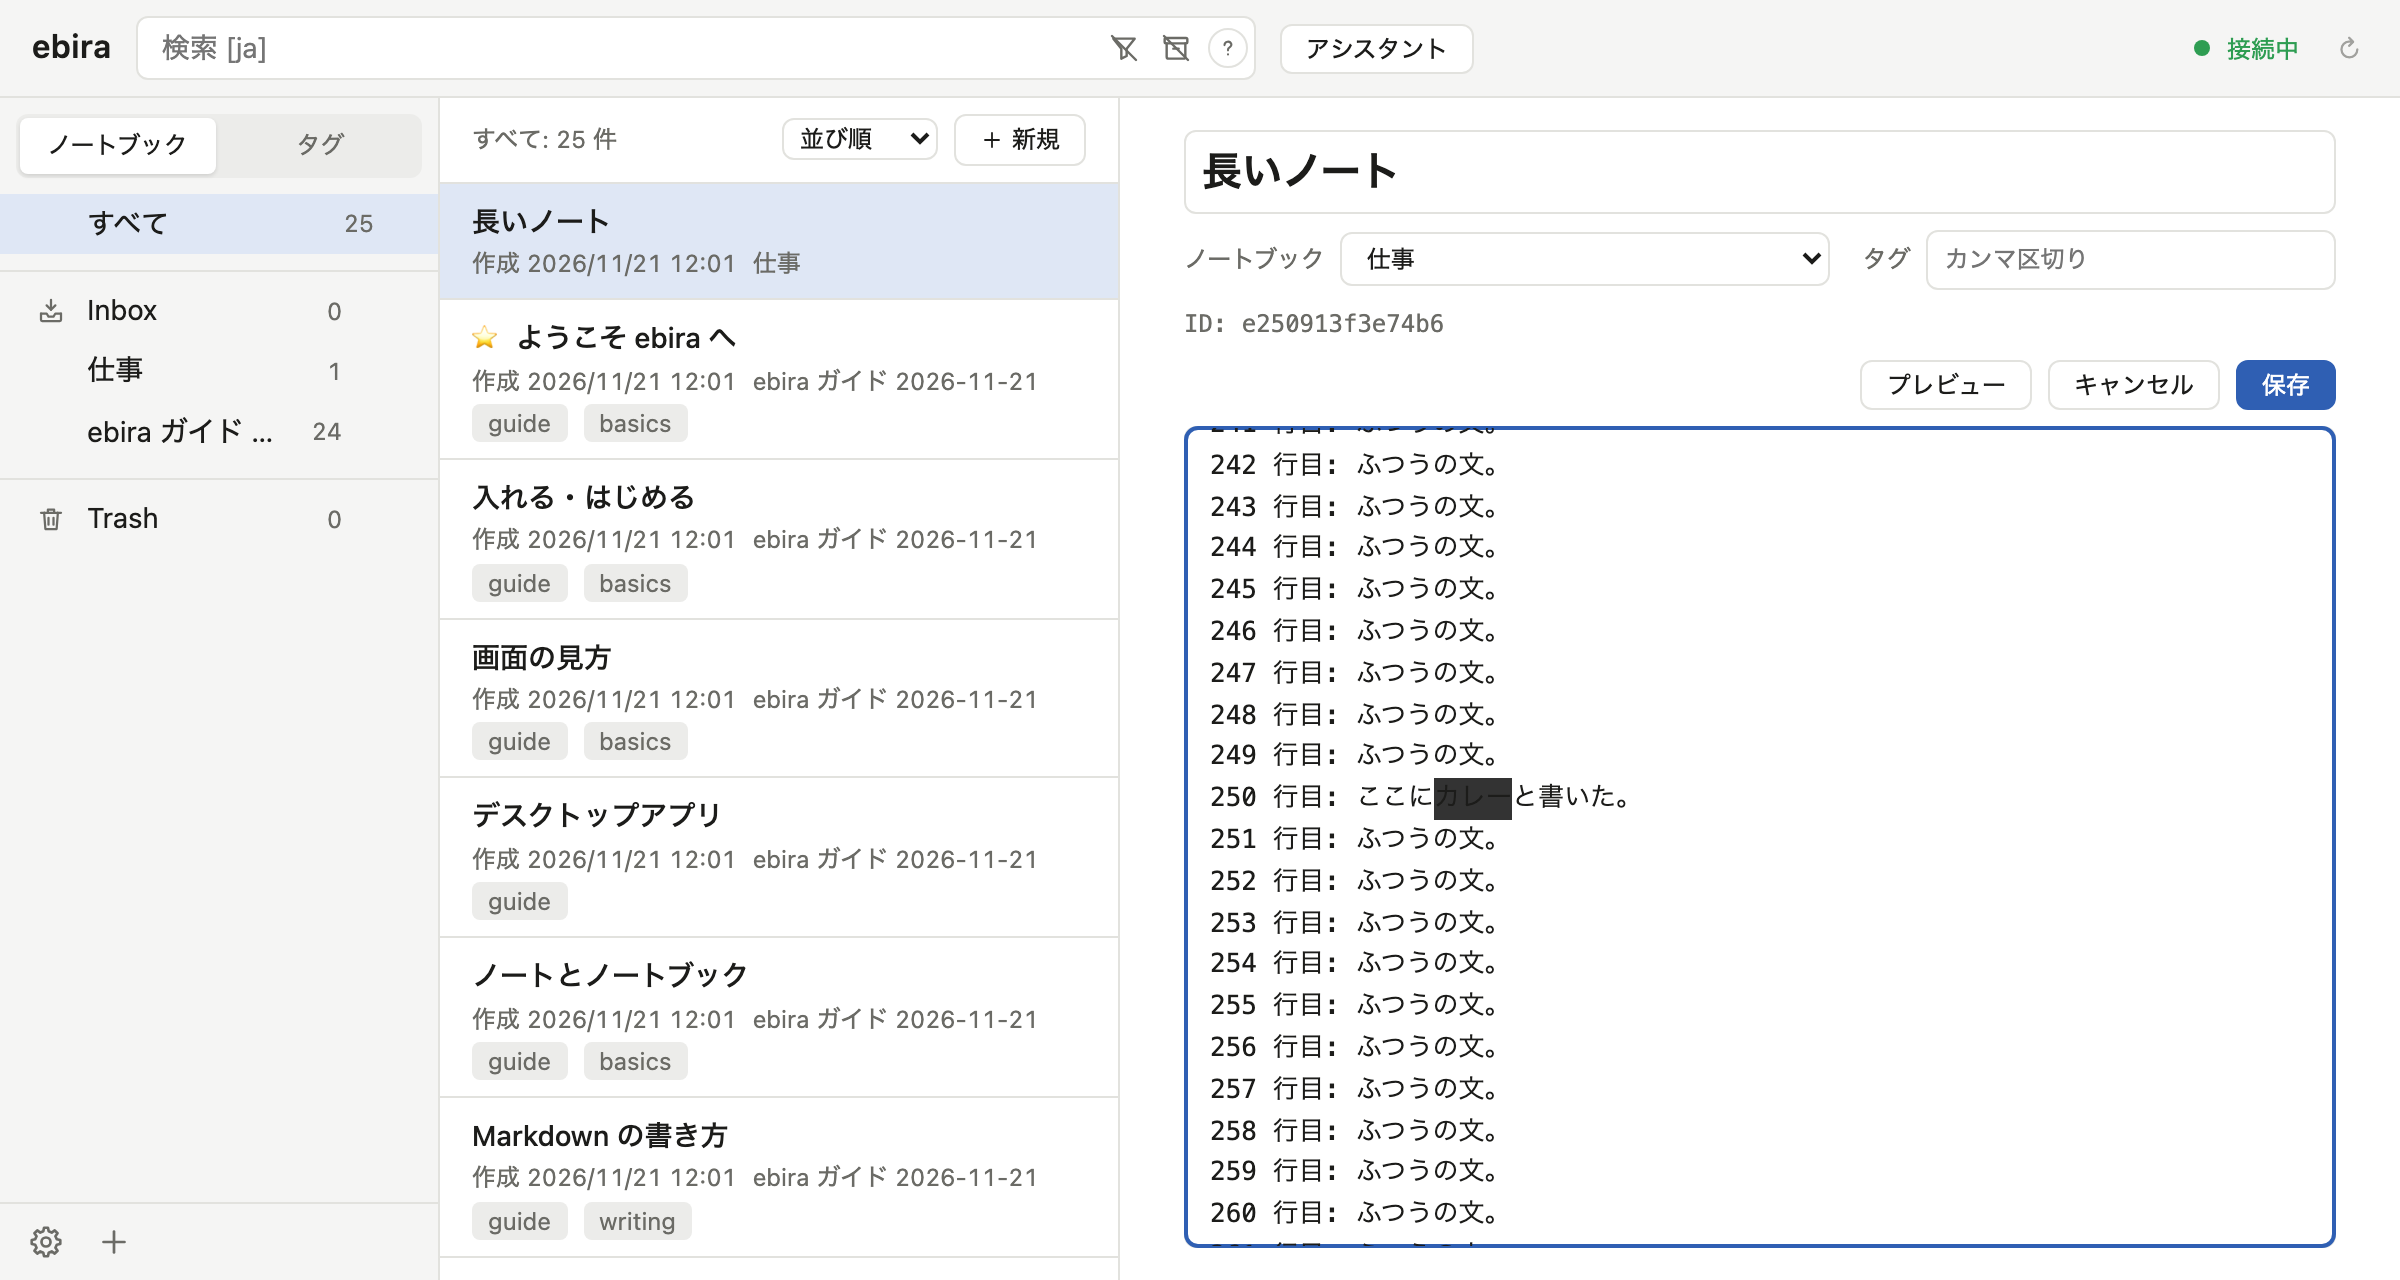 ebira
検索 [ja]
?
アシスタント
接続中
ノートブック
タグ
すべて 25
Inbox 0
仕事 1
ebira ガイド ... 24
Trash 0
すべて: 25 件
並び順
+ 新規
長いノート
作成 2026/11/21 12:01 仕事
⭐ ようこそ ebira へ
作成 2026/11/21 12:01 ebira ガイド 2026-11-21
guide basics
入れる・はじめる
作成 2026/11/21 12:01 ebira ガイド 2026-11-21
guide basics
画面の見方
作成 2026/11/21 12:01 ebira ガイド 2026-11-21
guide basics
デスクトップアプリ
作成 2026/11/21 12:01 ebira ガイド 2026-11-21
guide
ノートとノートブック
作成 2026/11/21 12:01 ebira ガイド 2026-11-21
guide basics
Markdown の書き方
作成 2026/11/21 12:01 ebira ガイド 2026-11-21
guide writing
長いノート
ノートブック 仕事 タグ カンマ区切り
ID: e250913f3e74b6
プレビュー キャンセル 保存
241 行目: ふつうの文。
242 行目: ふつうの文。
243 行目: ふつうの文。
244 行目: ふつうの文。
245 行目: ふつうの文。
246 行目: ふつうの文。
247 行目: ふつうの文。
248 行目: ふつうの文。
249 行目: ふつうの文。
250 行目: ここにカレーと書いた。
251 行目: ふつうの文。
252 行目: ふつうの文。
253 行目: ふつうの文。
254 行目: ふつうの文。
255 行目: ふつうの文。
256 行目: ふつうの文。
257 行目: ふつうの文。
258 行目: ふつうの文。
259 行目: ふつうの文。
260 行目: ふつうの文。